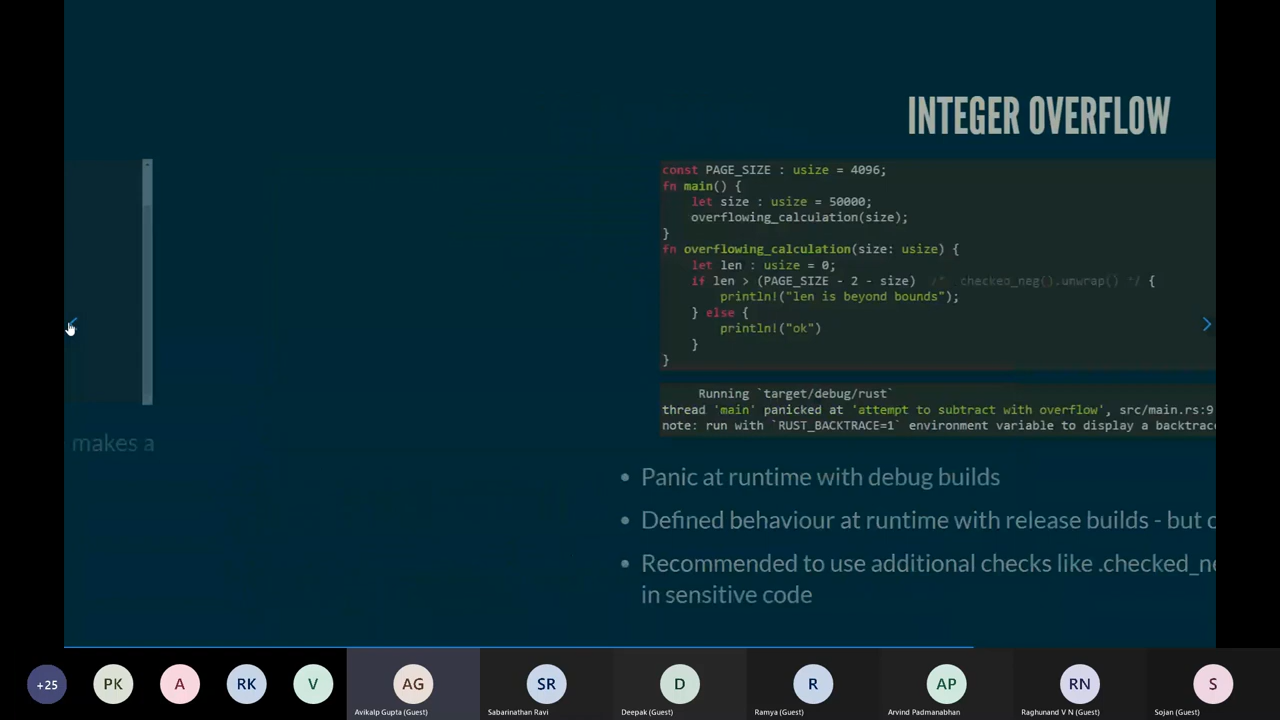 INTEGER OVERFLOW
const PAGE_SIZE : usize = 4096;
fn main() {
let size : usize = 50000;
overflowing_calculation(size);
}
fn overflowing_calculation(size: usize) {
let len : usize = 0;
if len > (PAGE_SIZE - 2 - size) /* checked_neg().unwrap() */ {
println!("len is beyond bounds");
} else {
println!("ok")
}
}
Running `target/debug/rust`
thread 'main' panicked at 'attempt to subtract with overflow', src/main.rs:9
note: run with `RUST_BACKTRACE=1` environment variable to display a backtrac
makes a
• Panic at runtime with debug builds
• Defined behaviour at runtime with release builds - but
• Recommended to use additional checks like .checked_ne
in sensitive code
+25 PK A RK V AG SR D R AP RN S
Avikalp Gupta (Guest) Sabarinathan Ravi Deepak (Guest) Ramya (Guest) Arvind Padmanabhan Raghunand V N (Guest) Sojan (Guest)